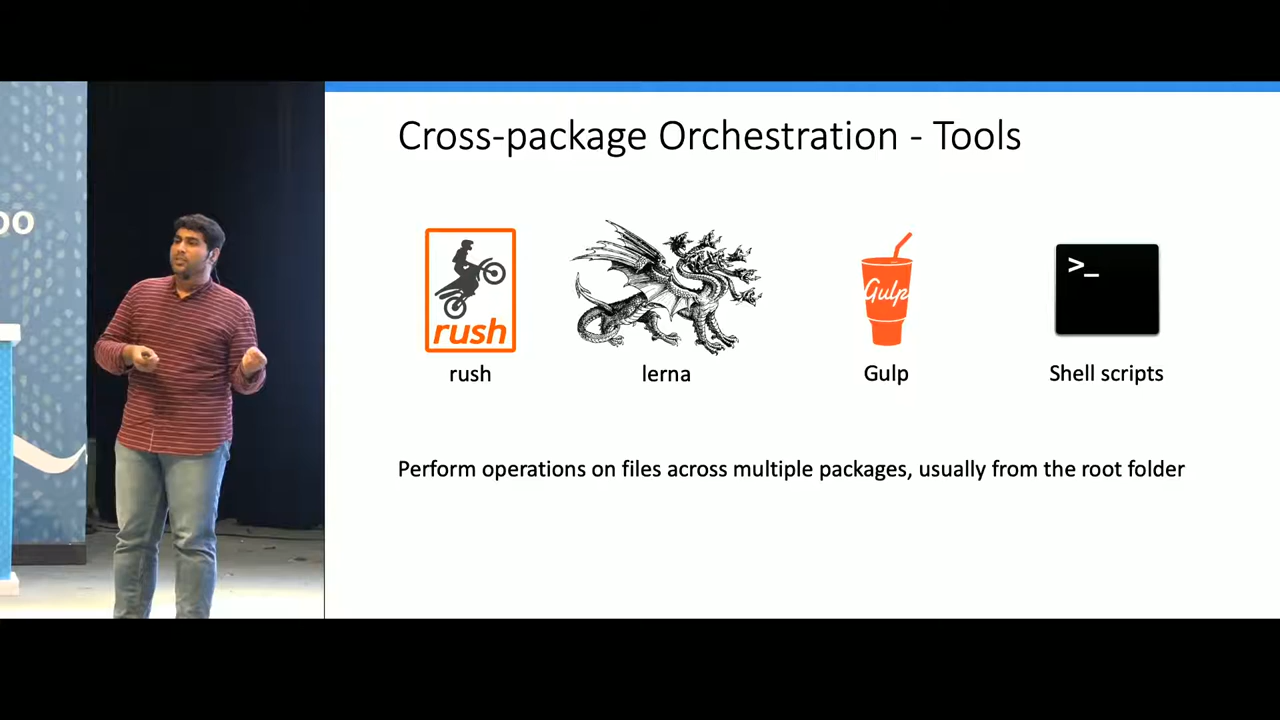 oo
Cross-package Orchestration - Tools
rush
Gulp
>_
rush
lerna
Gulp
Shell scripts
Perform operations on files across multiple packages, usually from the root folder